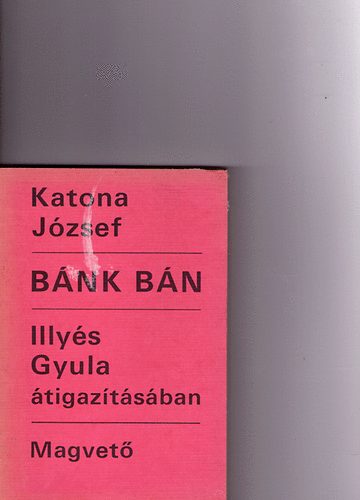 Katona
József
BÁNK BÁN
Illyés
Gyula
átigazításában
Magvető